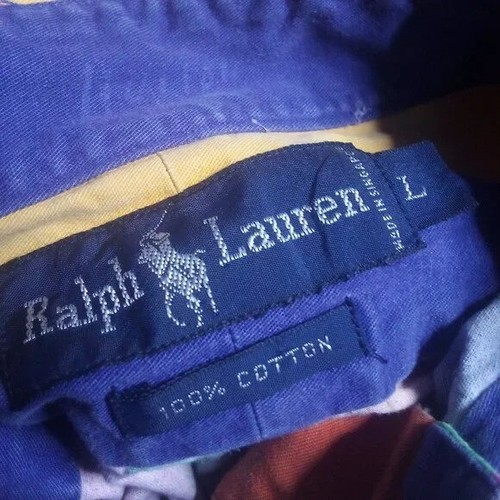 Ralph Lauren
MADE IN SINGAPORE
L
100% COTTON